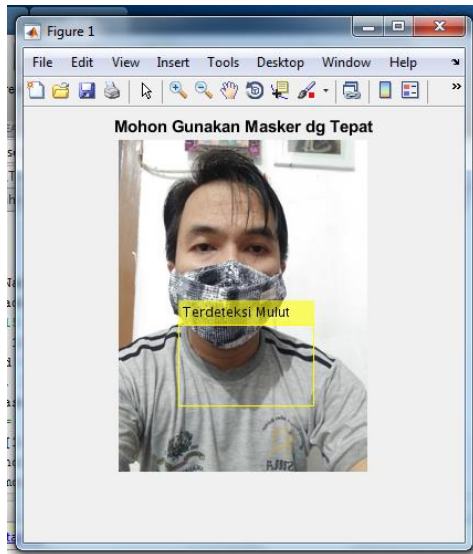 Figure 1
File Edit View Insert Tools Desktop Window Help
Mohon Gunakan Masker dg Tepat
Terdeteksi Mulut